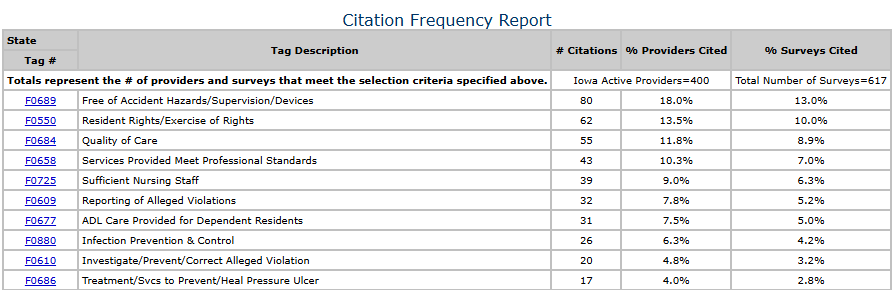 Citation Frequency Report
State
Tag # Tag Description # Citations % Providers Cited % Surveys Cited
Totals represent the # of providers and surveys that meet the selection criteria specified above. Iowa Active Providers=400 Total Number of Surveys=617
F0689 Free of Accident Hazards/Supervision/Devices 80 18.0% 13.0%
F0550 Resident Rights/Exercise of Rights 62 13.5% 10.0%
F0684 Quality of Care 55 11.8% 8.9%
F0658 Services Provided Meet Professional Standards 43 10.3% 7.0%
F0725 Sufficient Nursing Staff 39 9.0% 6.3%
F0609 Reporting of Alleged Violations 32 7.8% 5.2%
F0677 ADL Care Provided for Dependent Residents 31 7.5% 5.0%
F0880 Infection Prevention & Control 26 6.3% 4.2%
F0610 Investigate/Prevent/Correct Alleged Violation 20 4.8% 3.2%
F0686 Treatment/Svcs to Prevent/Heal Pressure Ulcer 17 4.0% 2.8%